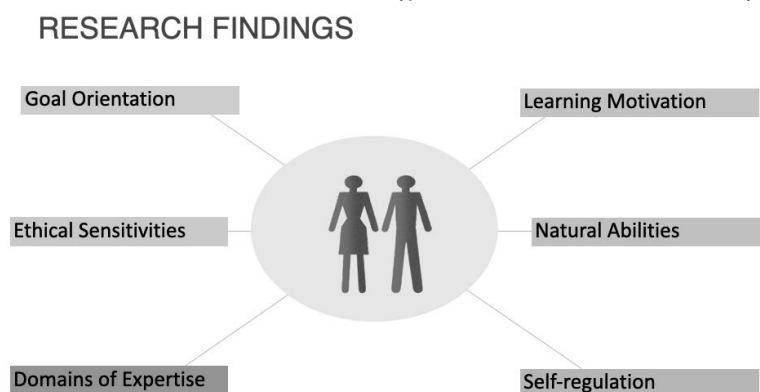 RESEARCH FINDINGS
Goal Orientation
Learning Motivation
Ethical Sensitivities
Natural Abilities
Domains of Expertise
Self-regulation